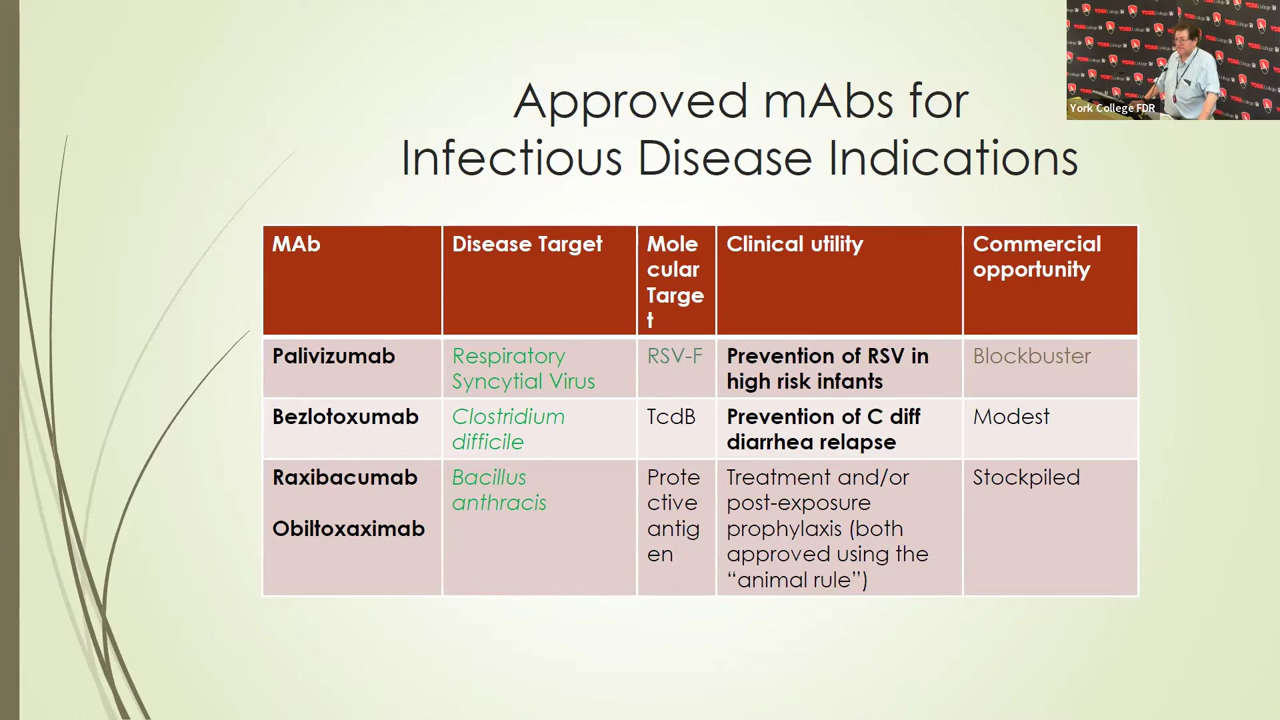 Approved mAbs for
Infectious Disease Indications
York College FDR
MAb
Disease Target
Mole
cular
Targe
t
Clinical utility
Commercial
opportunity
Palivizumab
Respiratory
Syncytial Virus
RSV-F
Prevention of RSV in
high risk infants
Blockbuster
Bezlotoxumab
Clostridium
difficile
TcdB
Prevention of C diff
diarrhea relapse
Modest
Raxibacumab
Obiltoxaximab
Bacillus
anthracis
Prote
ctive
antig
en
Treatment and/or
post-exposure
prophylaxis (both
approved using the
“animal rule”)
Stockpiled